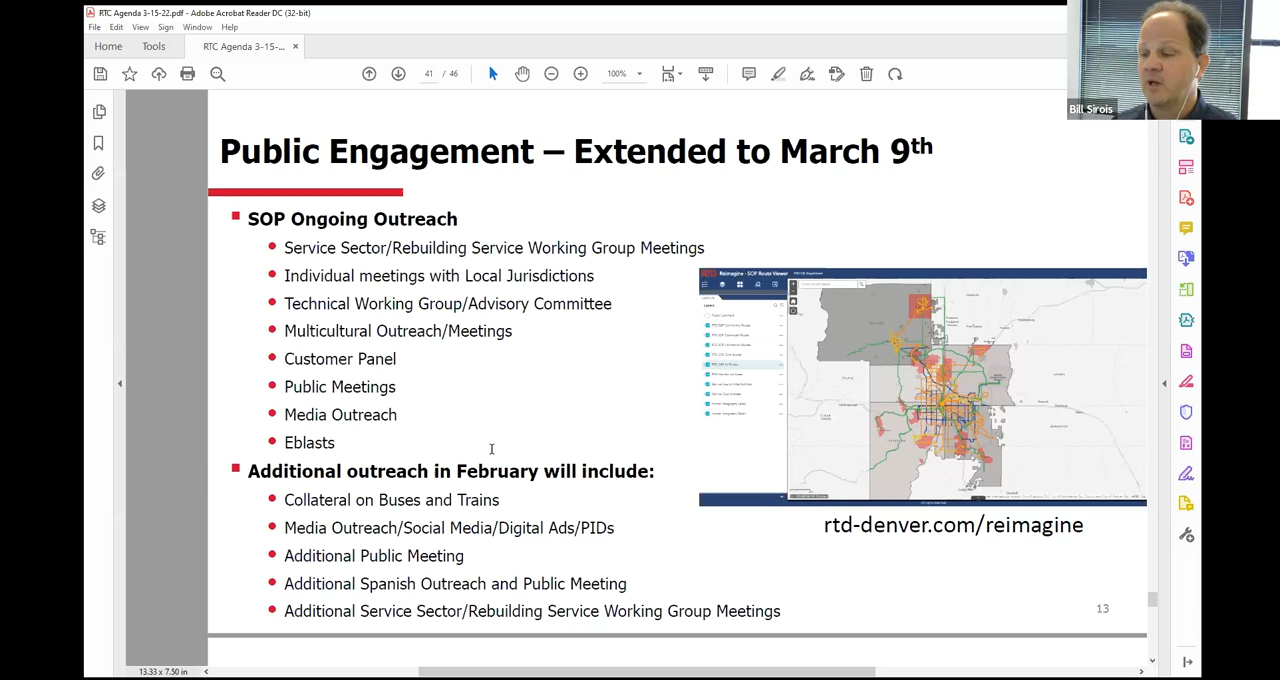 RTC Agenda 3-15-22.pdf - Adobe Acrobat Reader DC (32-bit)
File Edit View Sign Window Help
Home Tools RTC Agenda 3-15-... ×
41 / 46 100%
Bill Sirois
Public Engagement – Extended to March 9th
SOP Ongoing Outreach
Service Sector/Rebuilding Service Working Group Meetings
Individual meetings with Local Jurisdictions
Technical Working Group/Advisory Committee
Multicultural Outreach/Meetings
Customer Panel
Public Meetings
Media Outreach
Eblasts
Additional outreach in February will include:
Collateral on Buses and Trains
Media Outreach/Social Media/Digital Ads/PIDs
Additional Public Meeting
Additional Spanish Outreach and Public Meeting
Additional Service Sector/Rebuilding Service Working Group Meetings
Reimagine - SOP Route Viewer
rtd-denver.com/reimagine
13
13.33 x 7.50 in